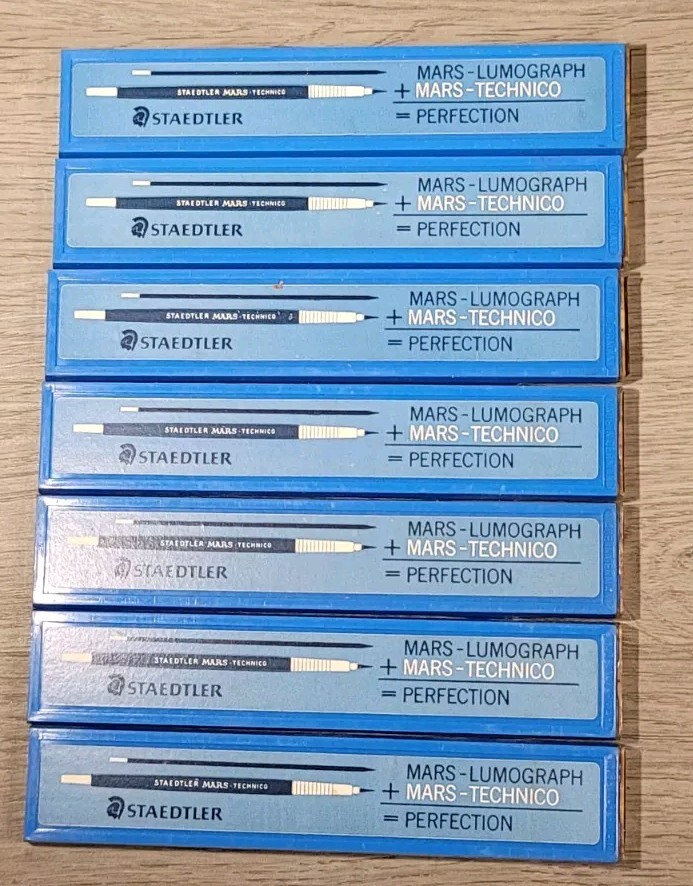 MARS-LUMOGRAPH
STAEDTLER MARS-TECHNICO + MARS-TECHNICO
STAEDTLER = PERFECTION
MARS-LUMOGRAPH
STAEDTLER MARS-TECHNICO + MARS-TECHNICO
STAEDTLER = PERFECTION
MARS-LUMOGRAPH
STAEDTLER MARS-TECHNICO + MARS-TECHNICO
STAEDTLER = PERFECTION
MARS-LUMOGRAPH
STAEDTLER MARS-TECHNICO + MARS-TECHNICO
STAEDTLER = PERFECTION
MARS-LUMOGRAPH
STAEDTLER MARS-TECHNICO + MARS-TECHNICO
STAEDTLER = PERFECTION
MARS-LUMOGRAPH
STAEDTLER MARS-TECHNICO + MARS-TECHNICO
STAEDTLER = PERFECTION
MARS-LUMOGRAPH
STAEDTLER MARS-TECHNICO + MARS-TECHNICO
STAEDTLER = PERFECTION